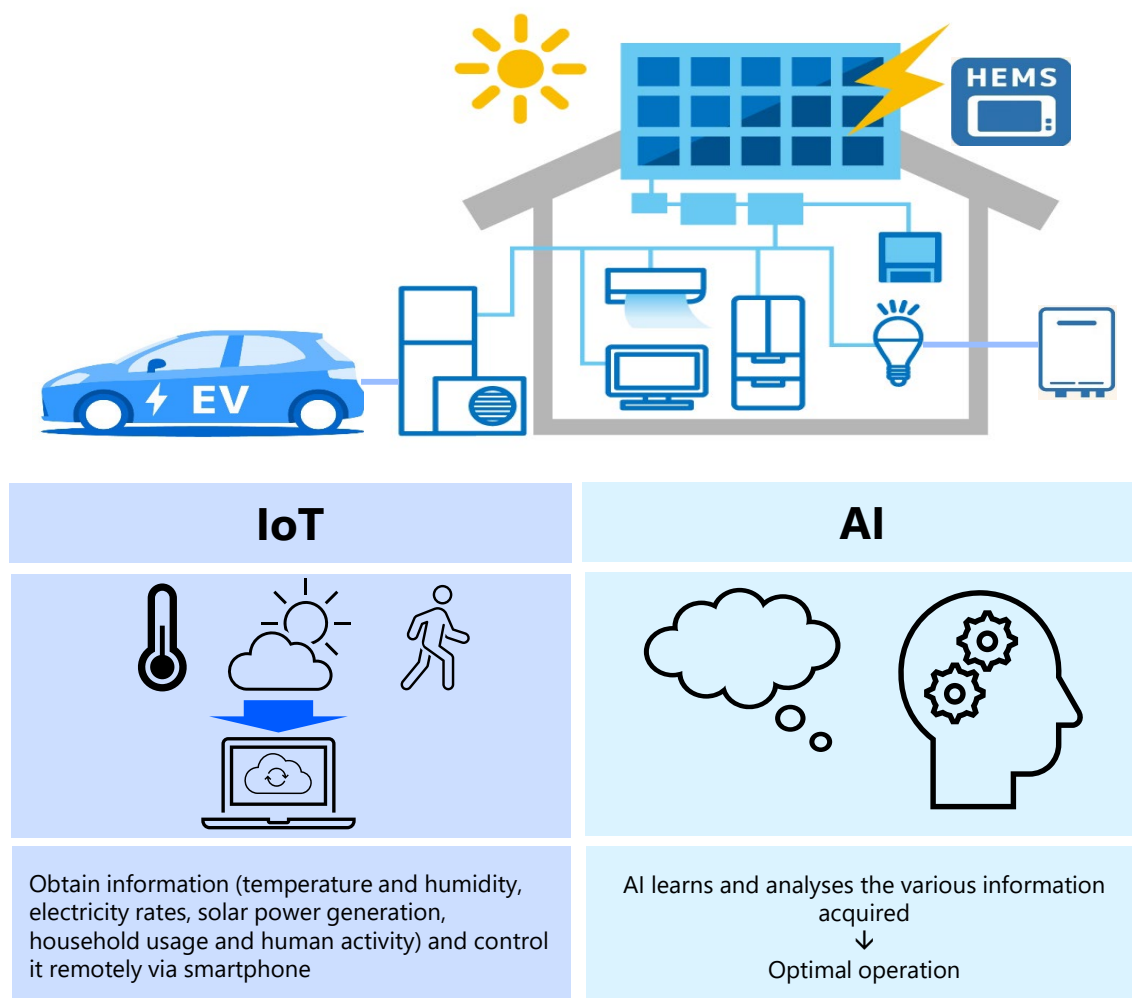 HEMS
EV
IoT
AI
Obtain information (temperature and humidity,
electricity rates, solar power generation,
household usage and human activity) and control
it remotely via smartphone
AI learns and analyses the various information
acquired
↓
Optimal operation